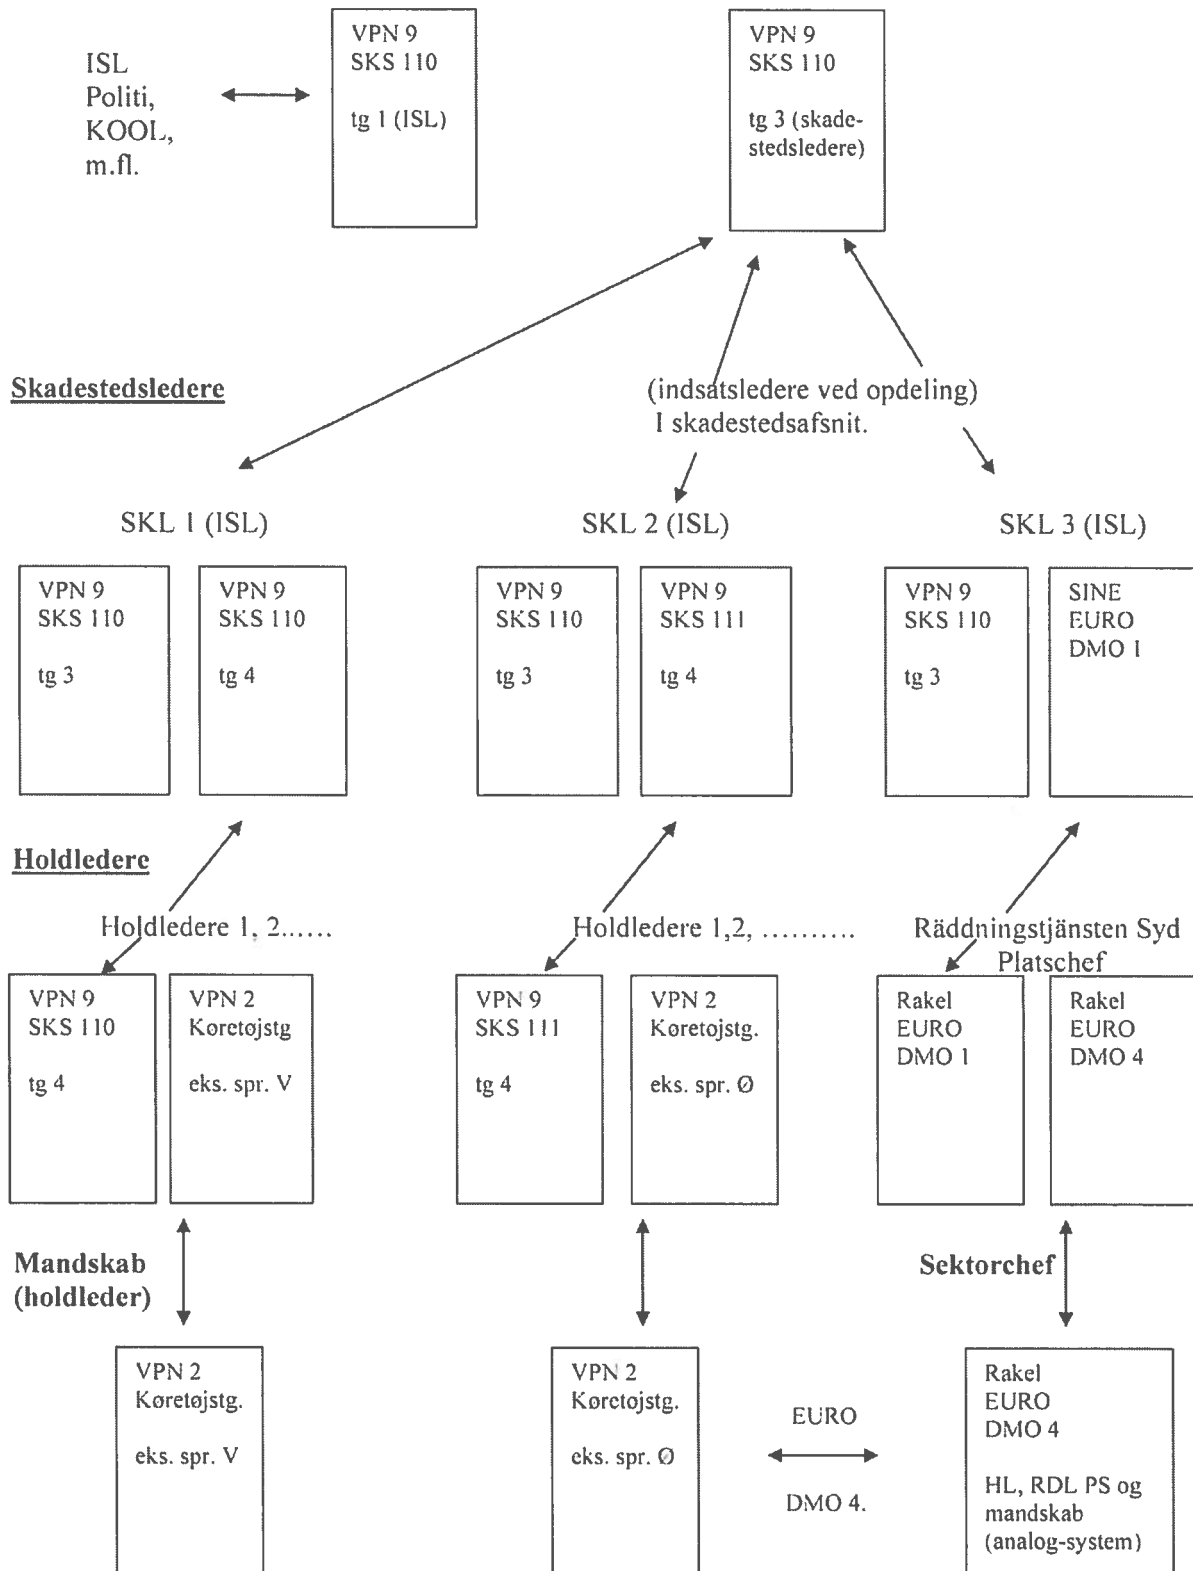 ISL
Politi,
KOOL,
m.fl.
VPN 9
SKS 110
tg 1 (ISL)
VPN 9
SKS 110
tg 3 (skade-
stedsledere)
Skadestedsledere
(indsatsledere ved opdeling)
I skadestedsafsnit.
SKL 1 (ISL)
SKL 2 (ISL)
SKL 3 (ISL)
VPN 9
SKS 110
tg 3
VPN 9
SKS 110
tg 4
VPN 9
SKS 110
tg 3
VPN 9
SKS 111
tg 4
VPN 9
SKS 110
tg 3
SINE
EURO
DMO 1
Holdledere
Holdledere 1, 2......
Holdledere 1,2, ..........
Räddningstjänsten Syd
Platschef
VPN 9
SKS 110
tg 4
VPN 2
Køretøjstg
eks. spr. V
VPN 9
SKS 111
tg 4
VPN 2
Køretojstg.
eks. spr. Ø
Rakel
EURO
DMO 1
Rakel
EURO
DMO 4
Mandskab
(holdleder)
Sektorchef
VPN 2
Køretøjstg.
eks. spr. V
VPN 2
Køretøjstg.
eks. spr. Ø
EURO
DMO 4.
Rakel
EURO
DMO 4
HL, RDL PS og
mandskab
(analog-system)